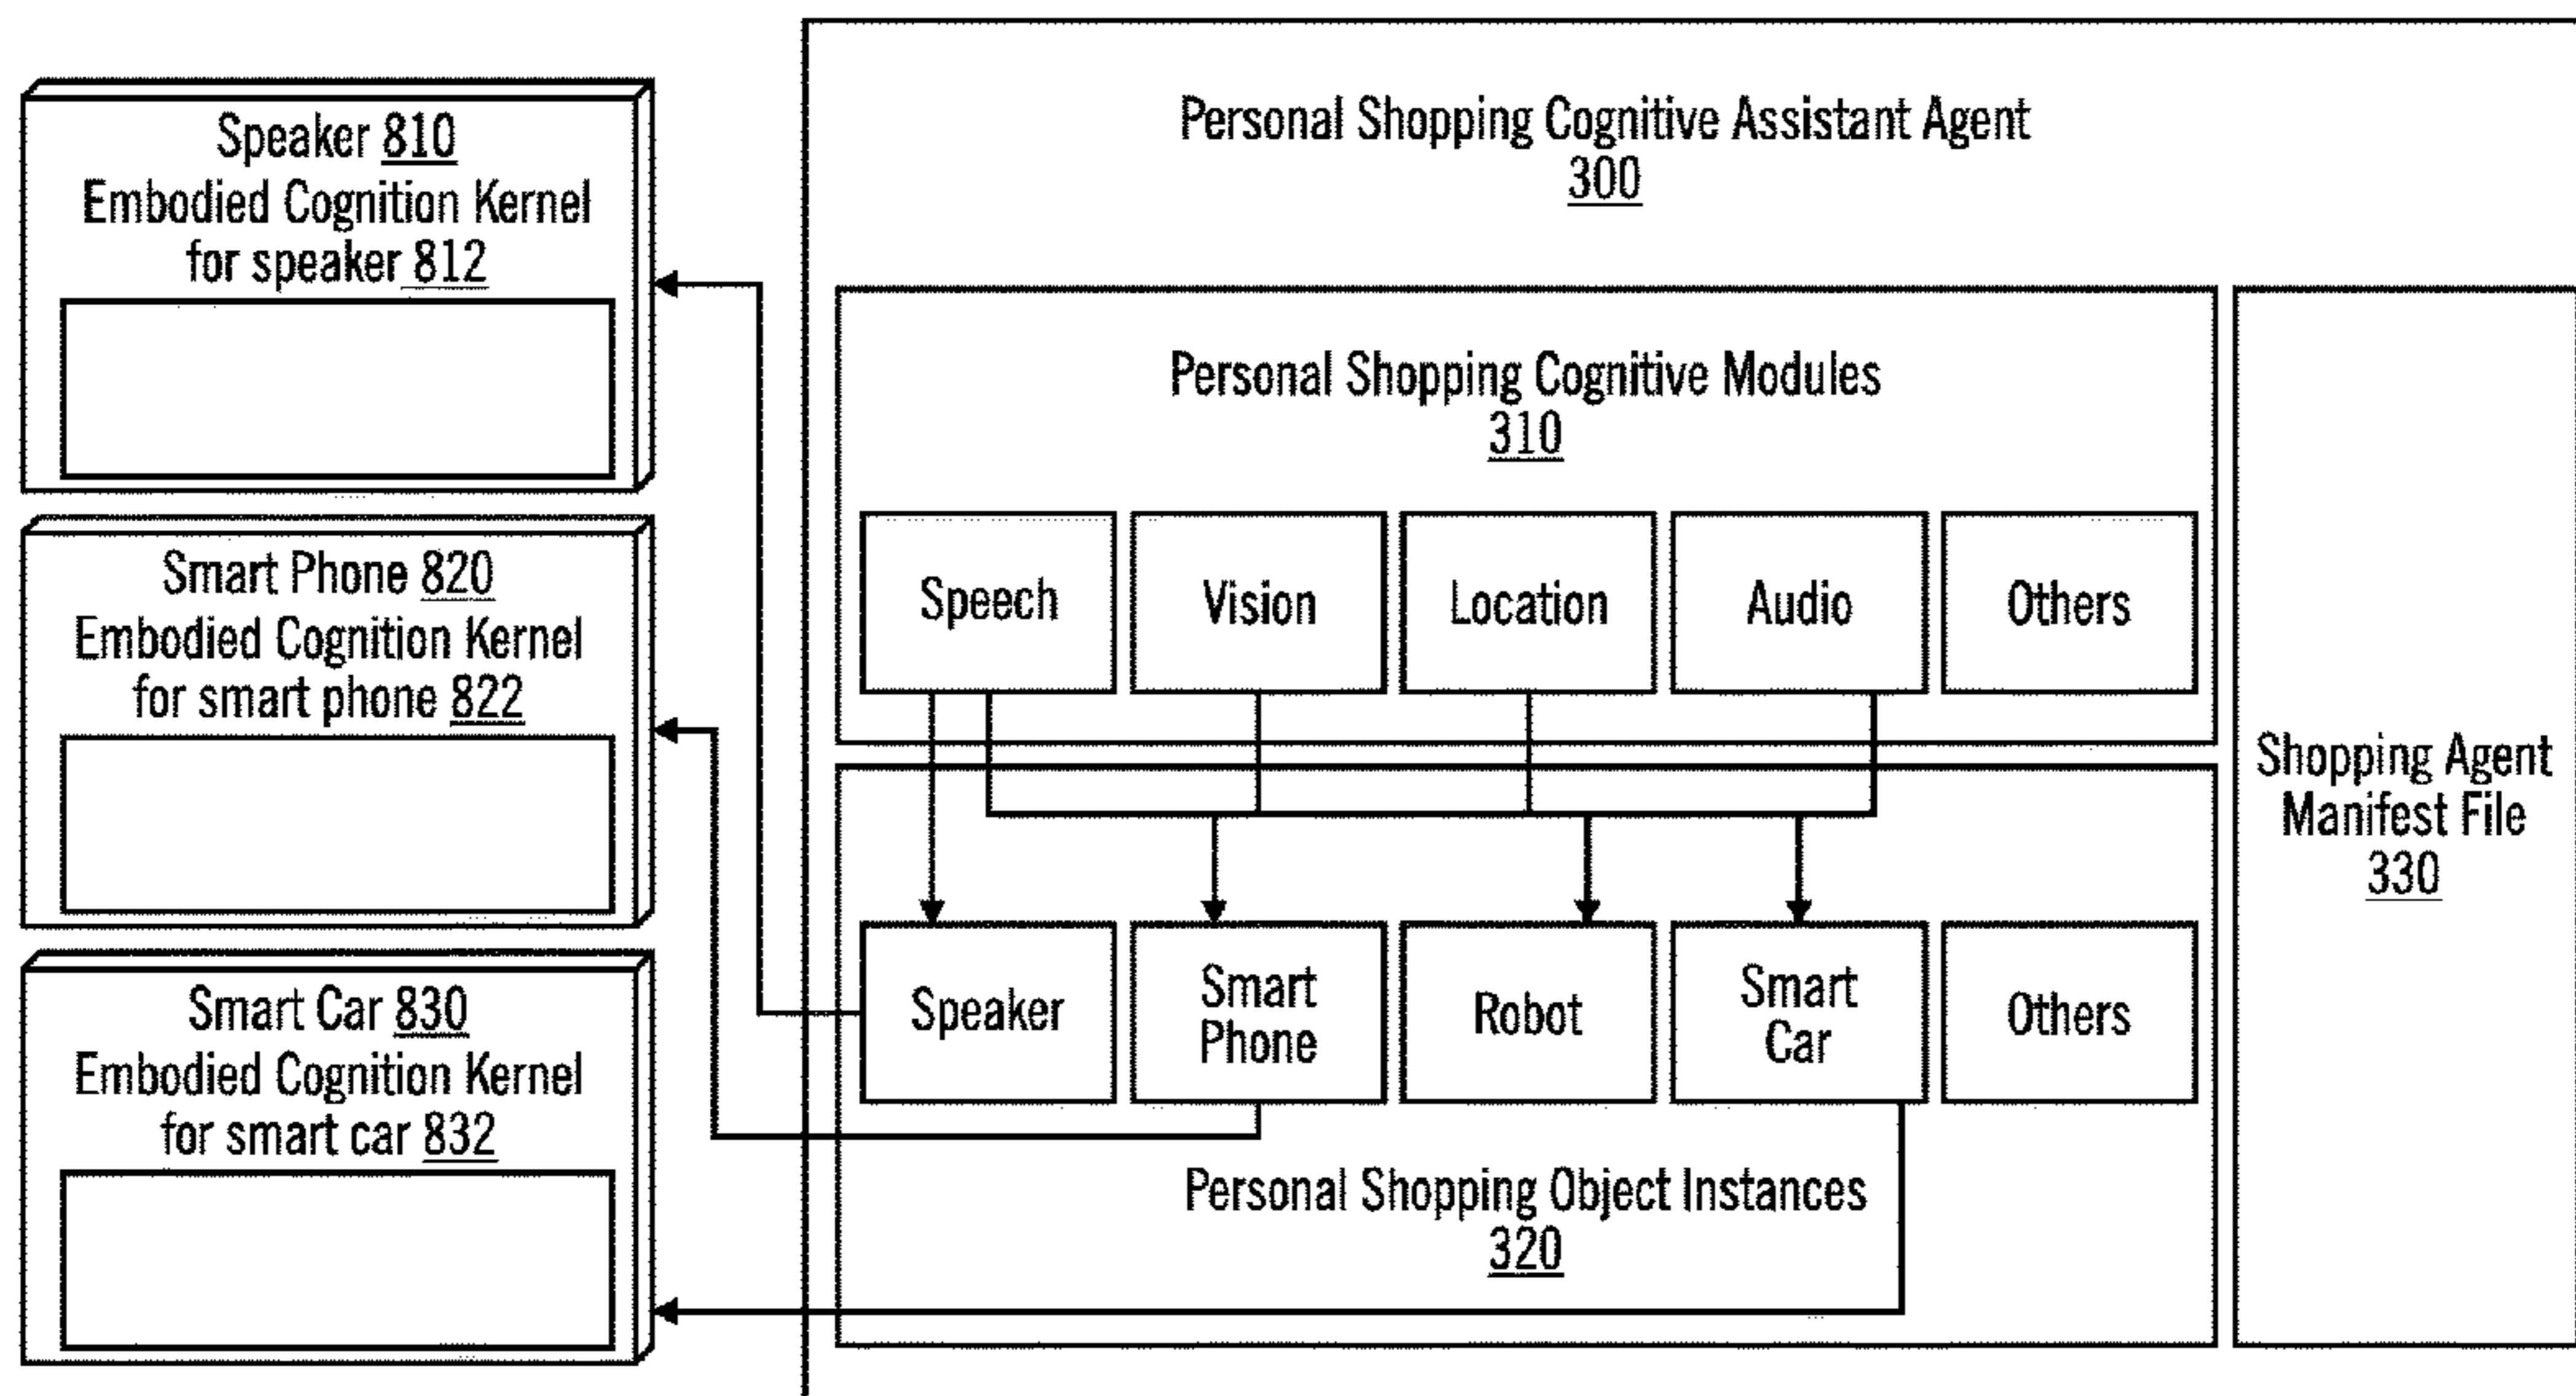 Speaker 810
Embodied Cognition Kernel
for speaker 812
Smart Phone 820
Embodied Cognition Kernel
for smart phone 822
Smart Car 830
Embodied Cognition Kernel
for smart car 832
Personal Shopping Cognitive Assistant Agent
300
Personal Shopping Cognitive Modules
310
Speech
Vision
Location
Audio
Others
Speaker
Smart
Phone
Robot
Smart
Car
Others
Personal Shopping Object Instances
320
Shopping Agent
Manifest File
330